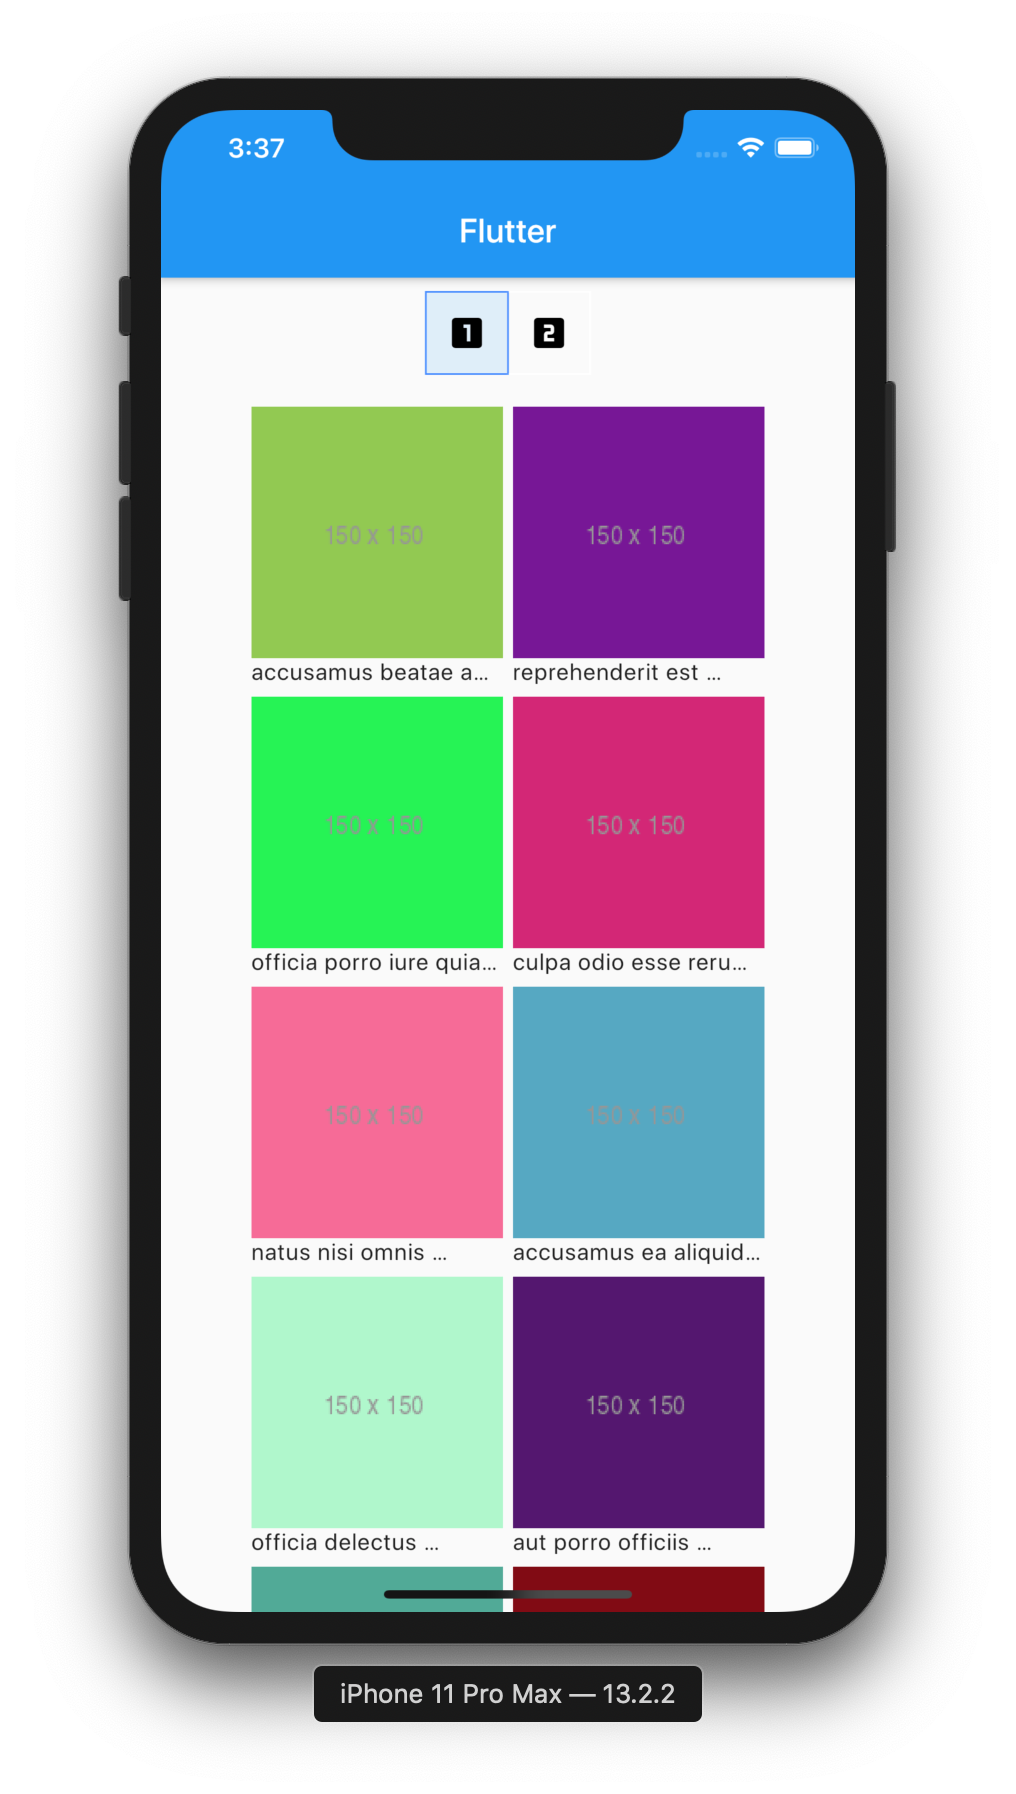 3:37
Flutter
1 2
150 x 150 150 x 150
accusamus beatae a... reprehenderit est ...
150 x 150 150 x 150
officia porro iure quia... culpa odio esse reru...
150 x 150 150 x 150
natus nisi omnis ... accusamus ea aliquid...
150 x 150 150 x 150
officia delectus ... aut porro officiis ...
iPhone 11 Pro Max — 13.2.2